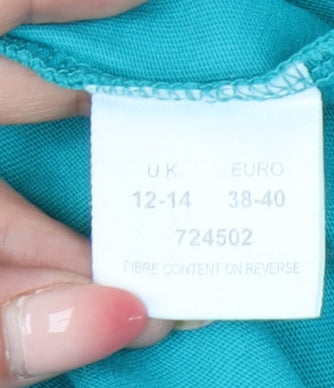 U.K. EURO
12-14 38-40
724502
FIBRE CONTENT ON REVERSE